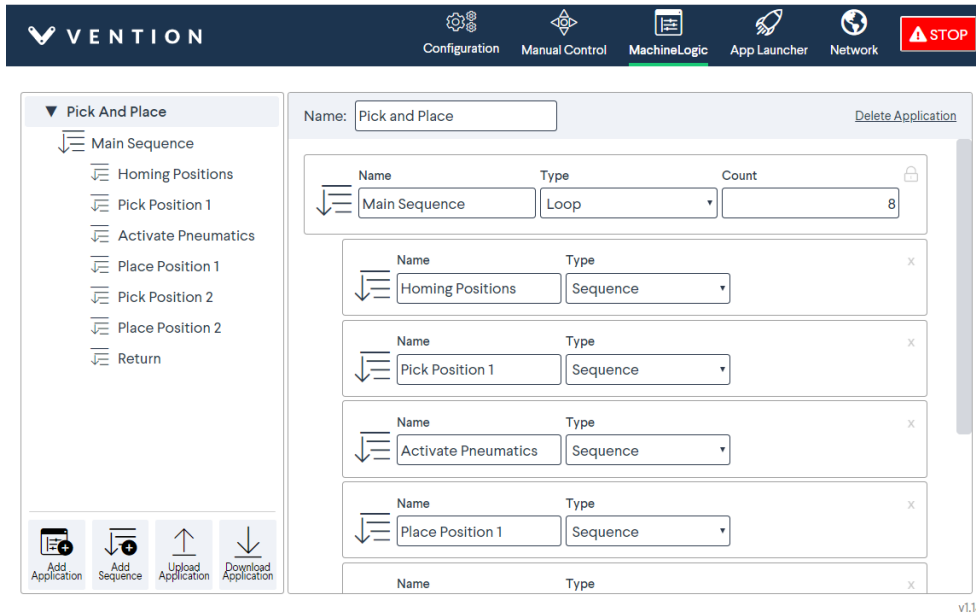 VENTION
Configuration
Manual Control
MachineLogic
App Launcher
Network
STOP
▼ Pick And Place
Main Sequence
Homing Positions
Pick Position 1
Activate Pneumatics
Place Position 1
Pick Position 2
Place Position 2
Return
Add Application
Add Sequence
Upload Application
Download Application
Name: Pick and Place
Delete Application
Name Type Count
Main Sequence Loop 8
Name Type x
Homing Positions Sequence
Name Type x
Pick Position 1 Sequence
Name Type x
Activate Pneumatics Sequence
Name Type x
Place Position 1 Sequence
Name Type x
v1.1